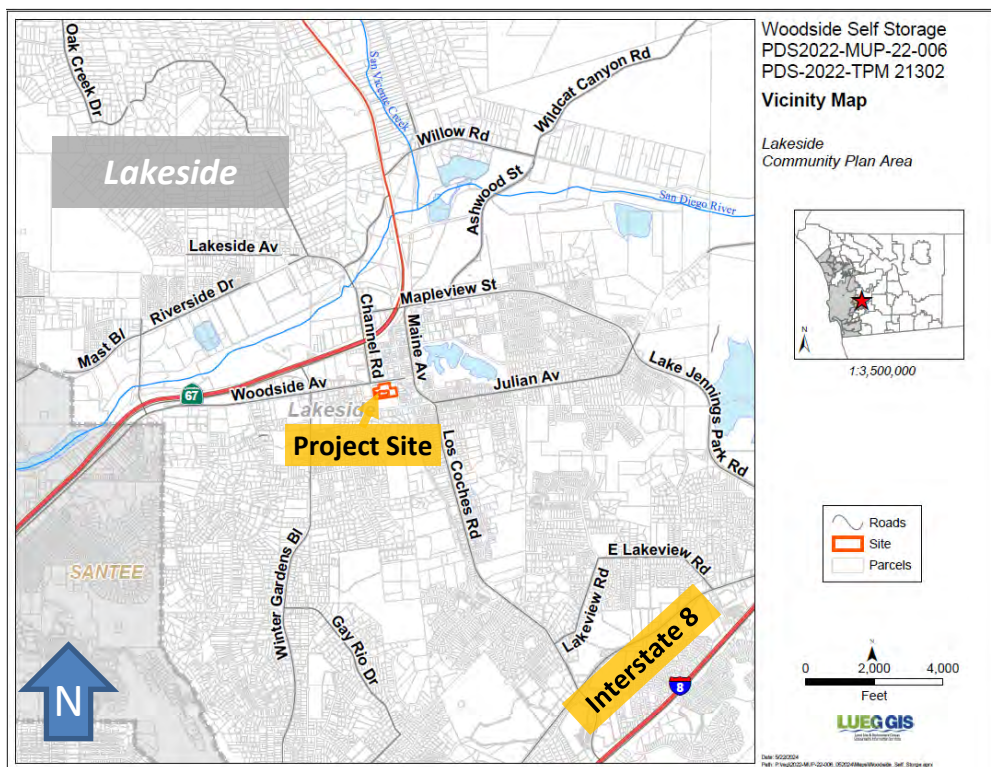 Woodside Self Storage
PDS2022-MUP-22-006
PDS-2022-TPM 21302
Vicinity Map
Lakeside
Community Plan Area
N
1:3,500,000
Roads
Site
Parcels
N
0 2,000 4,000
Feet
LUEG GIS
Oak Creek Dr
San Vicente Creek
Wildcat Canyon Rd
Willow Rd
Lakeside
Ashwood St
San Diego River
Lakeside Av
Riverside Dr
Channel Rd
Mapleview St
Maine Av
Mast Bl
67
Woodside Av
Julian Av
Lake Jennings Park Rd
Lakeside
Project Site
Los Coches Rd
Winter Gardens Bl
E Lakeview Rd
SANTEE
Lakeview Rd
Gay Rio Dr
Interstate 8
8
N